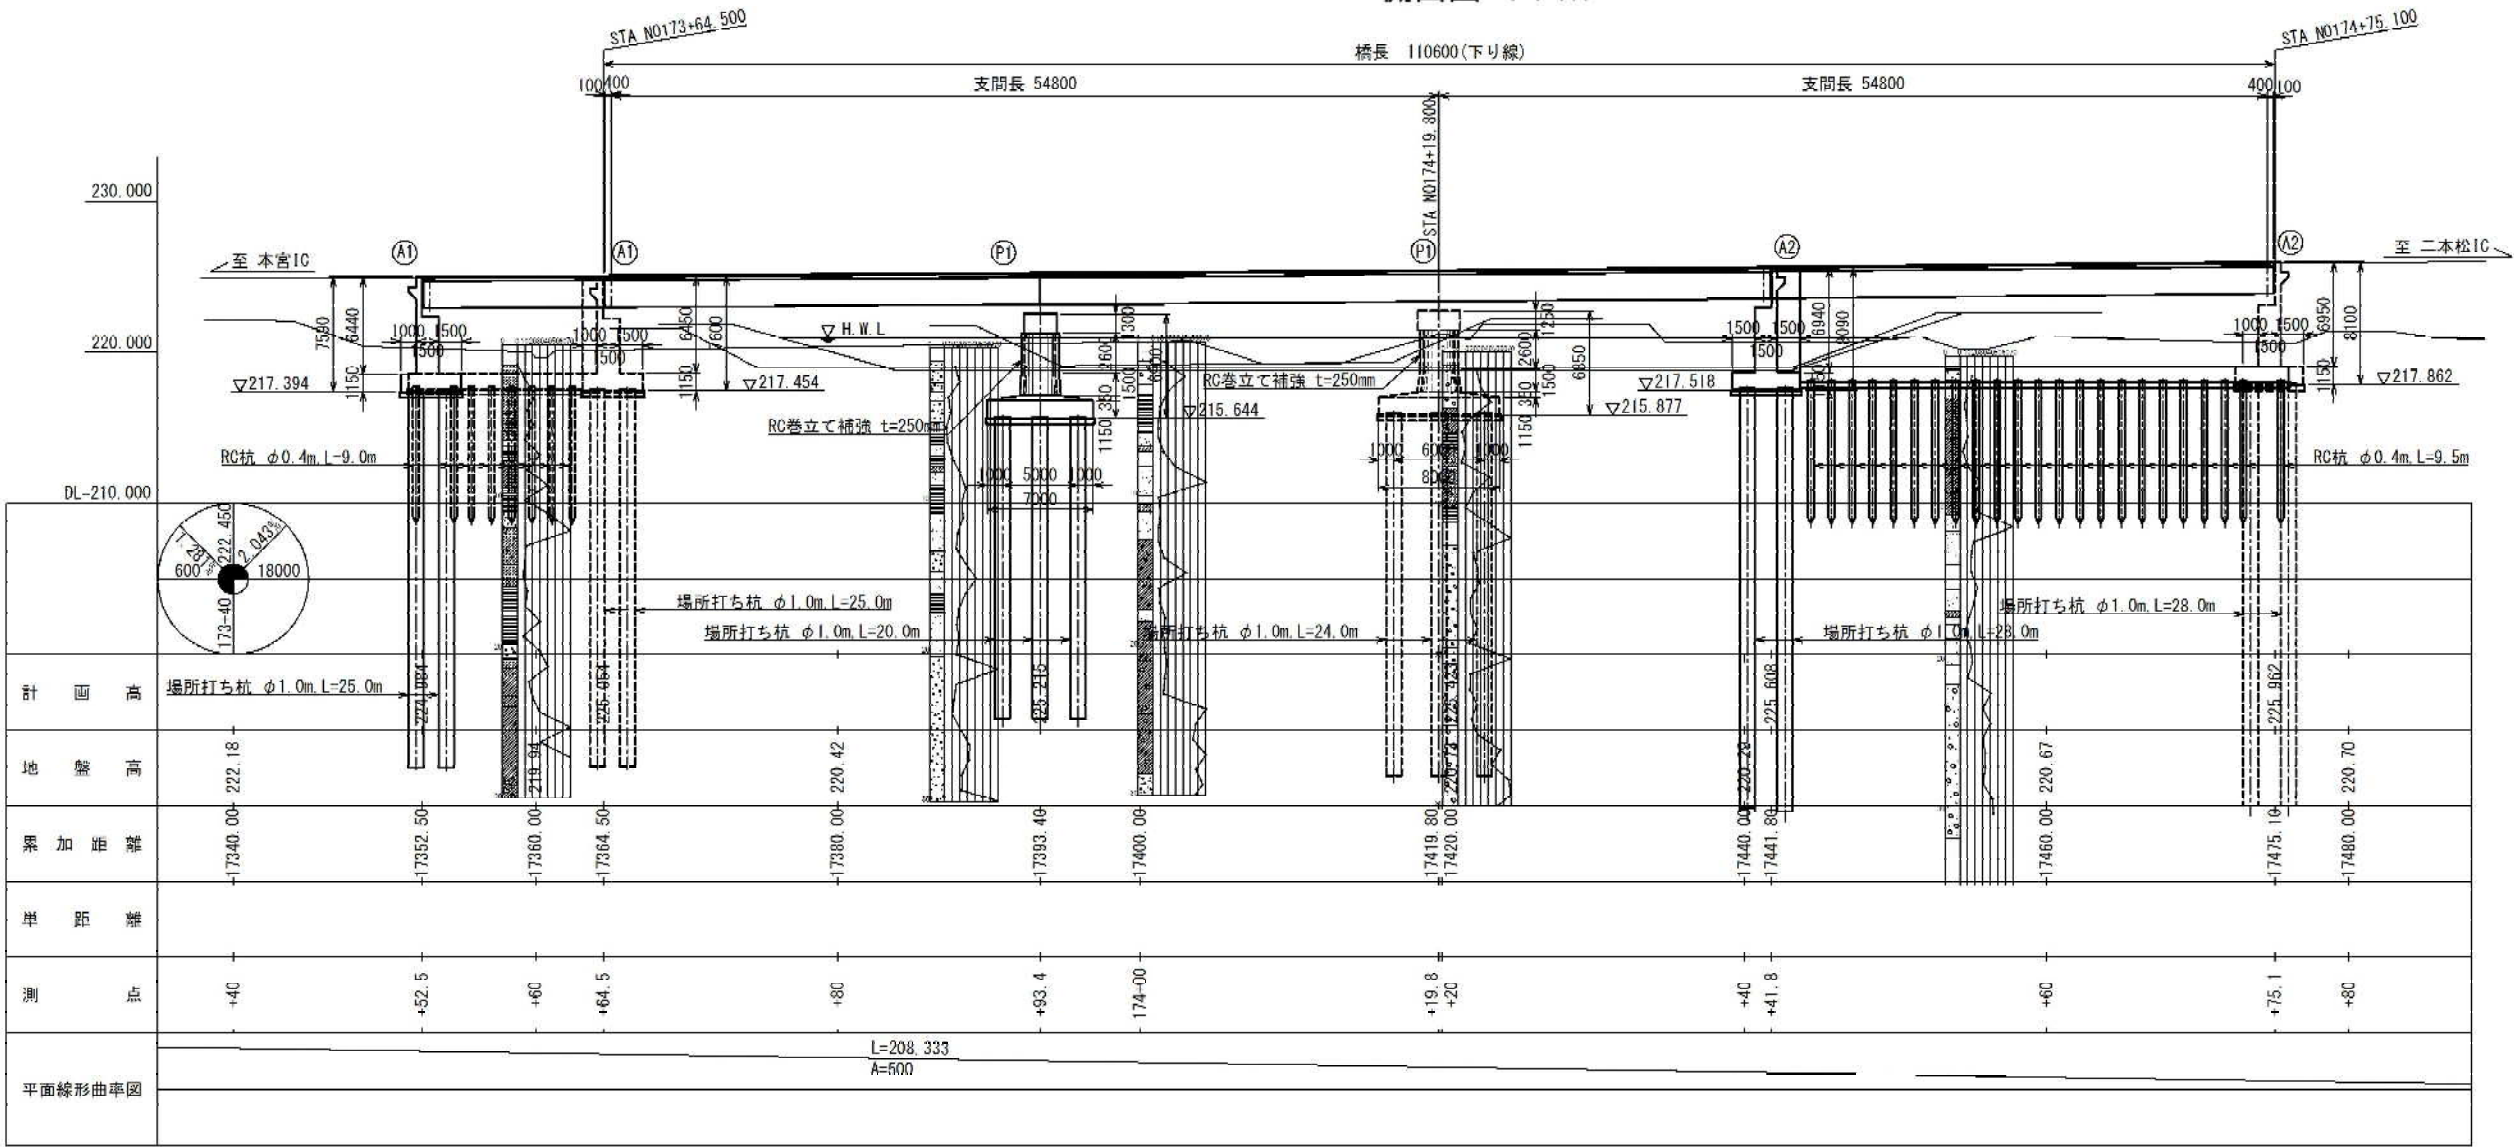 STA NO173+64.500
STA NO174+75.100
橋長 110600(下り線)
100 400
支間長 54800
支間長 54800
400 100
STA NO174+19.800
230.000
220.000
DL-210.000
至 本宮IC
至 二本松IC
A1
A1
P1
P1
A2
A2
H.W.L
7590
6440
1150
1000 1500
1500
6450
7600
1150
1000 1500
1500
1300
2600
1500
350
1150
1250
2600
1500
350
6850
1150
1500 1500
1500
6940
8090
1000 1500
1500
6950
8100
1150
▽217.394
▽217.454
▽215.644
▽215.877
▽217.518
▽217.862
RC巻立て補強 t=250mm
RC巻立て補強 t=250mm
RC杭 φ0.4m,L-9.0m
RC杭 φ0.4m,L=9.5m
1000 5000 1000
7000
1000
1000
222.450
2.043%
600
18000
173-40
場所打ち杭 φ1.0m,L=25.0m
場所打ち杭 φ1.0m,L=20.0m
場所打ち杭 φ1.0m,L=24.0m
場所打ち杭 φ1.0m,L=28.0m
場所打ち杭 φ1.0m,L=28.0m
場所打ち杭 φ1.0m,L=25.0m
計画高
224.984
225.054
225.215
225.608
225.962
地盤高
222.18
219.94
220.42
220.29
220.67
220.70
累加距離
17340.00
17352.50
17360.00
17364.50
17380.00
17393.40
17400.00
17419.80
17420.00
17440.00
17441.80
17460.00
17475.10
17480.00
単距離
測点
+40
+52.5
+60
+64.5
+80
+93.4
174-00
+19.8
+20
+40
+41.8
+60
+75.1
+80
平面線形曲率図
L=208.333
A=500